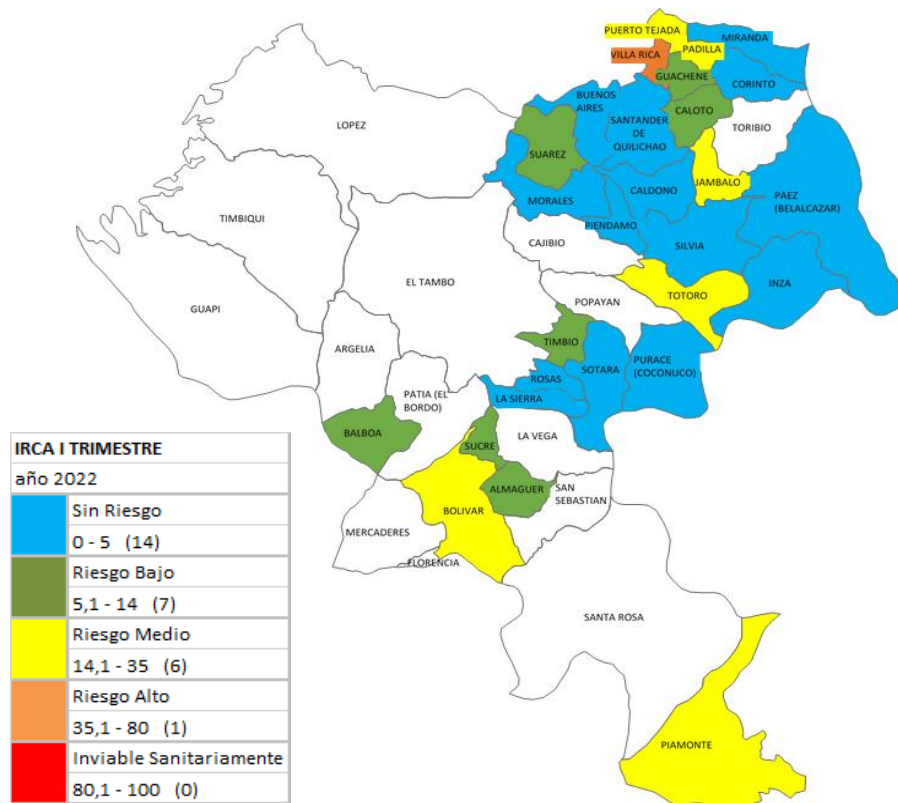 PUERTO TEJADA
MIRANDA
VILLA RICA
PADILLA
GUACHENE
CORINTO
BUENOS
AIRES
CALOTO
LOPEZ
SANTANDER
DE
QUILICHAO
TORIBIO
SUAREZ
JAMBALO
CALDONO
PAEZ
(BELALCAZAR)
MORALES
TIMBIQUI
PIENDAMO
CAJIBIO
SILVIA
EL TAMBO
INZA
TOTORO
POPAYAN
GUAPI
TIMBIO
ARGELIA
PURACE
(COCONUCO)
SOTARA
ROSAS
PATIA (EL
BORDO)
LA SIERRA
BALBOA
SUCRE
LA VEGA
ALMAGUER
SAN
SEBASTIAN
BOLIVAR
MERCADERES
FLORENCIA
SANTA ROSA
PIAMONTE
IRCA I TRIMESTRE
año 2022
Sin Riesgo
0 - 5 (14)
Riesgo Bajo
5,1 - 14 (7)
Riesgo Medio
14,1 - 35 (6)
Riesgo Alto
35,1 - 80 (1)
Inviable Sanitariamente
80,1 - 100 (0)